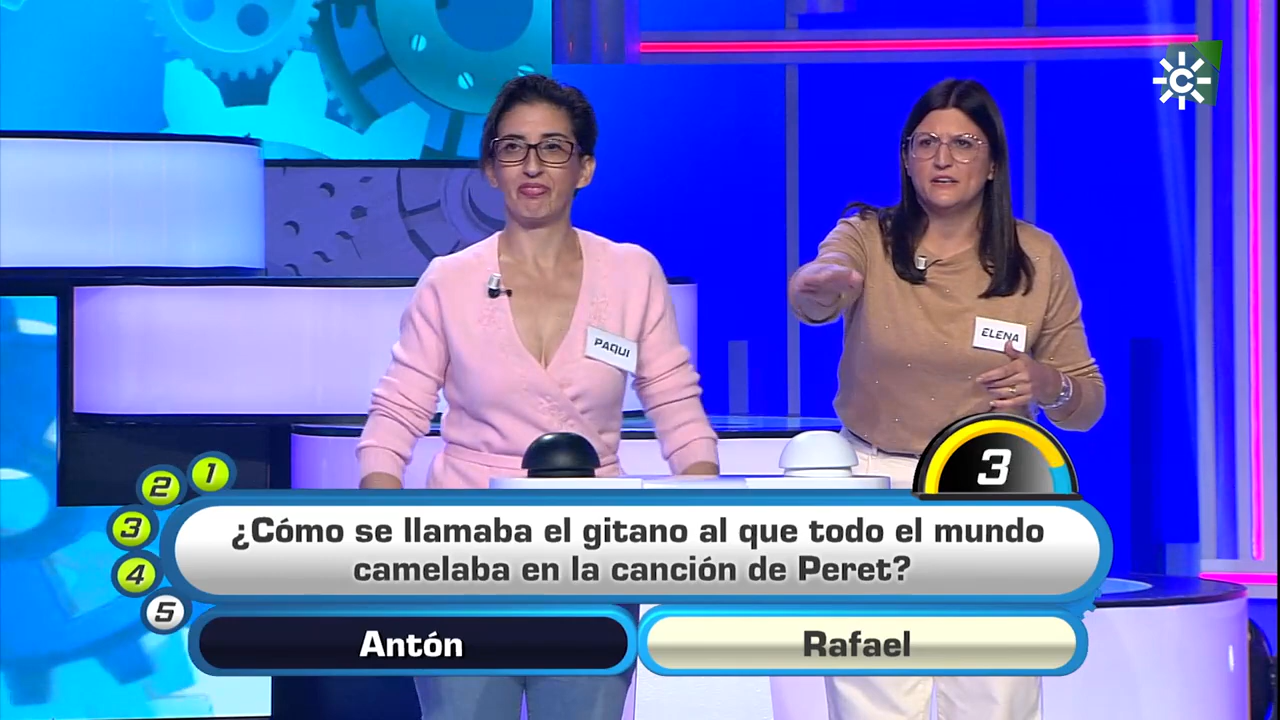 PAQUI
ELENA
3
1
2
3
4
5
¿Cómo se llamaba el gitano al que todo el mundo
camelaba en la canción de Peret?
Antón
Rafael